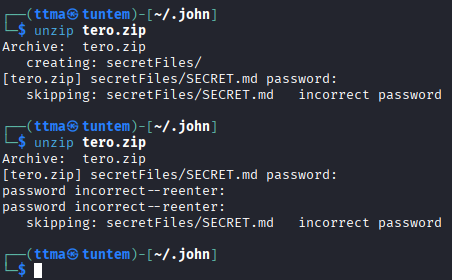 ┌──(ttma㉿tuntem)-[~/.john]
└─$ unzip tero.zip
Archive:  tero.zip
   creating: secretFiles/
[tero.zip] secretFiles/SECRET.md password:
   skipping: secretFiles/SECRET.md   incorrect password
┌──(ttma㉿tuntem)-[~/.john]
└─$ unzip tero.zip
Archive:  tero.zip
[tero.zip] secretFiles/SECRET.md password:
password incorrect--reenter:
password incorrect--reenter:
   skipping: secretFiles/SECRET.md   incorrect password
┌──(ttma㉿tuntem)-[~/.john]
└─$